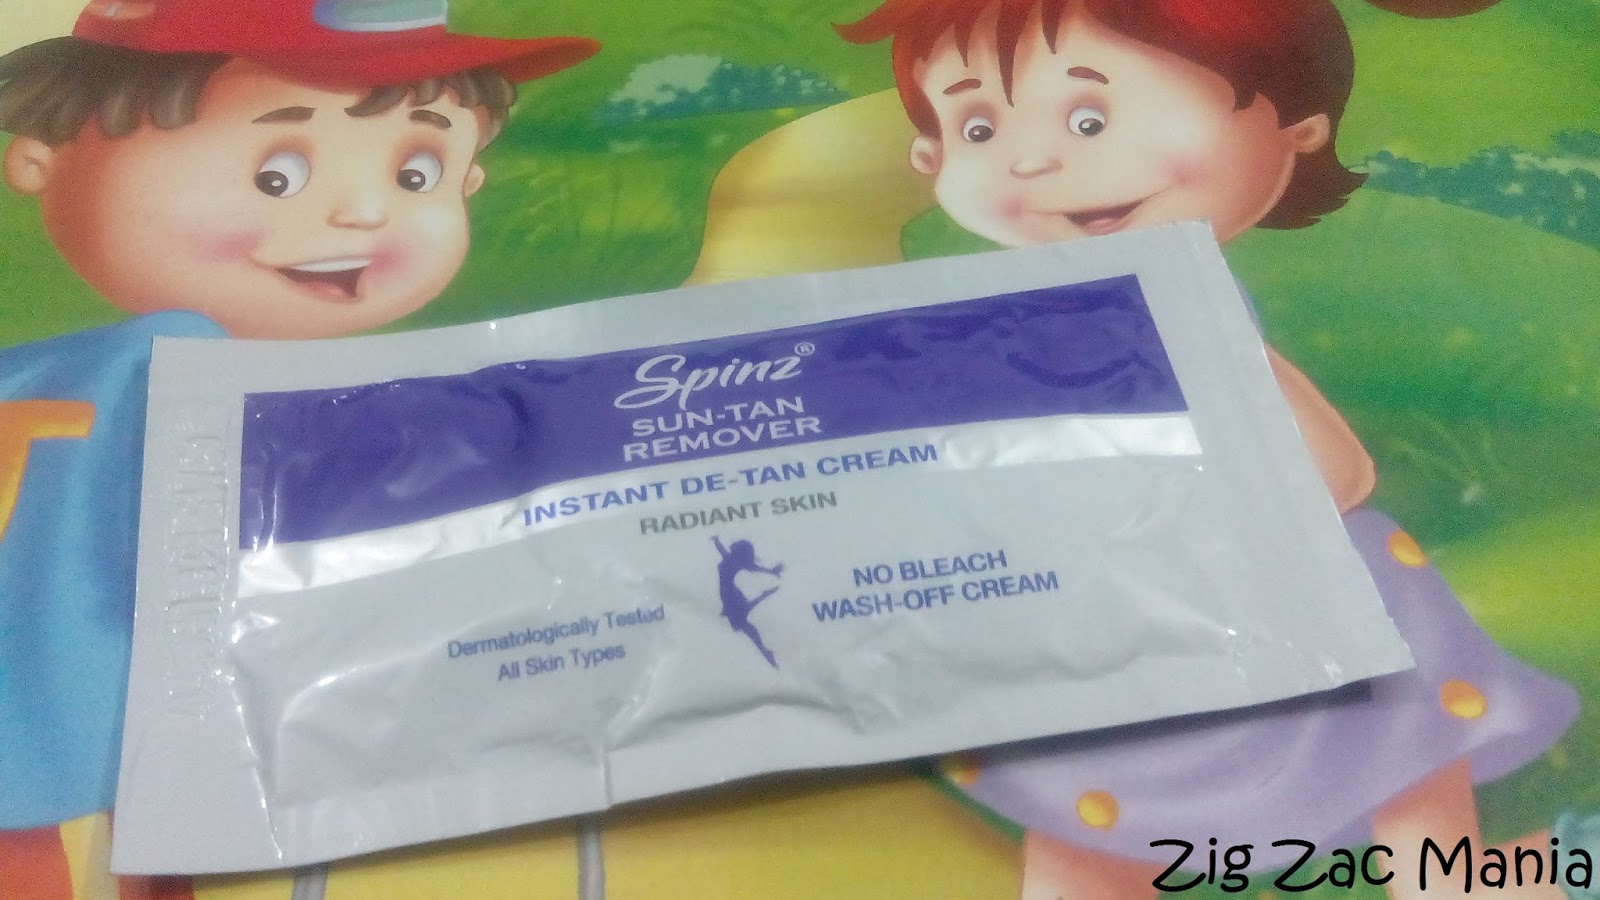 Spinz®
SUN-TAN
REMOVER
INSTANT DE-TAN CREAM
RADIANT SKIN
NO BLEACH
WASH-OFF CREAM
Dermatologically Tested
All Skin Types
Zig Zac Mania